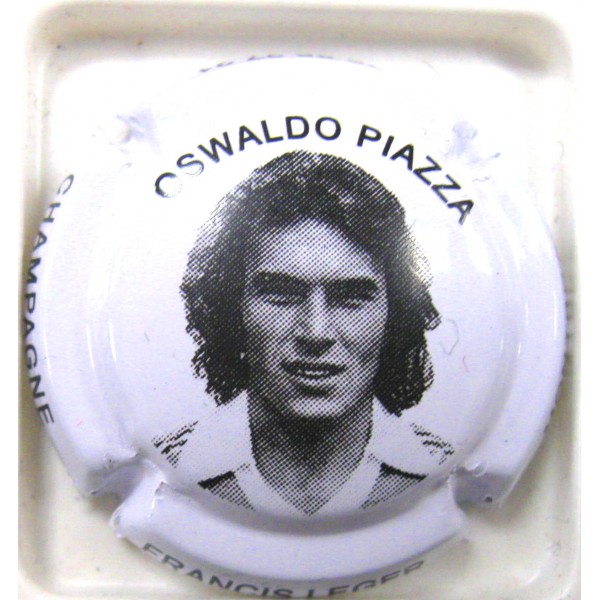 OSWALDO PIAZZA
CHAMPAGNE
FRANCIS LEGER